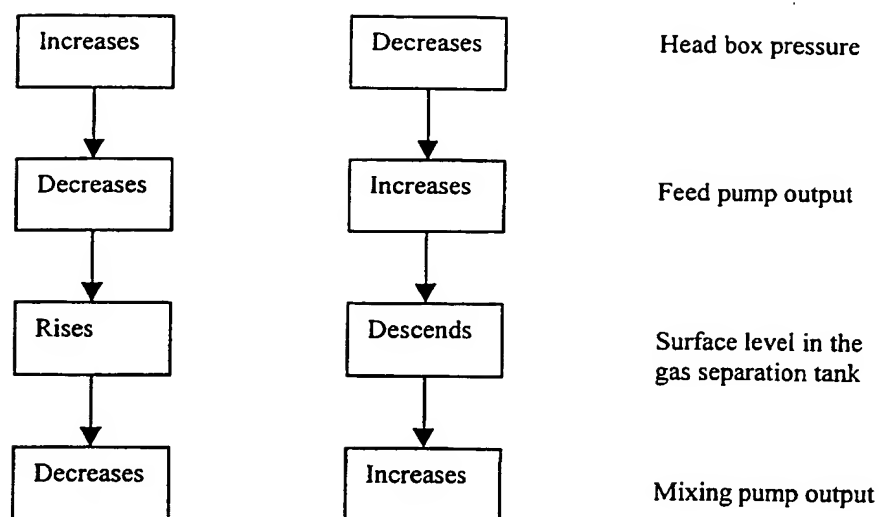 Increases
Decreases
Head box pressure
Decreases
Increases
Feed pump output
Rises
Descends
Surface level in the
gas separation tank
Decreases
Increases
Mixing pump output